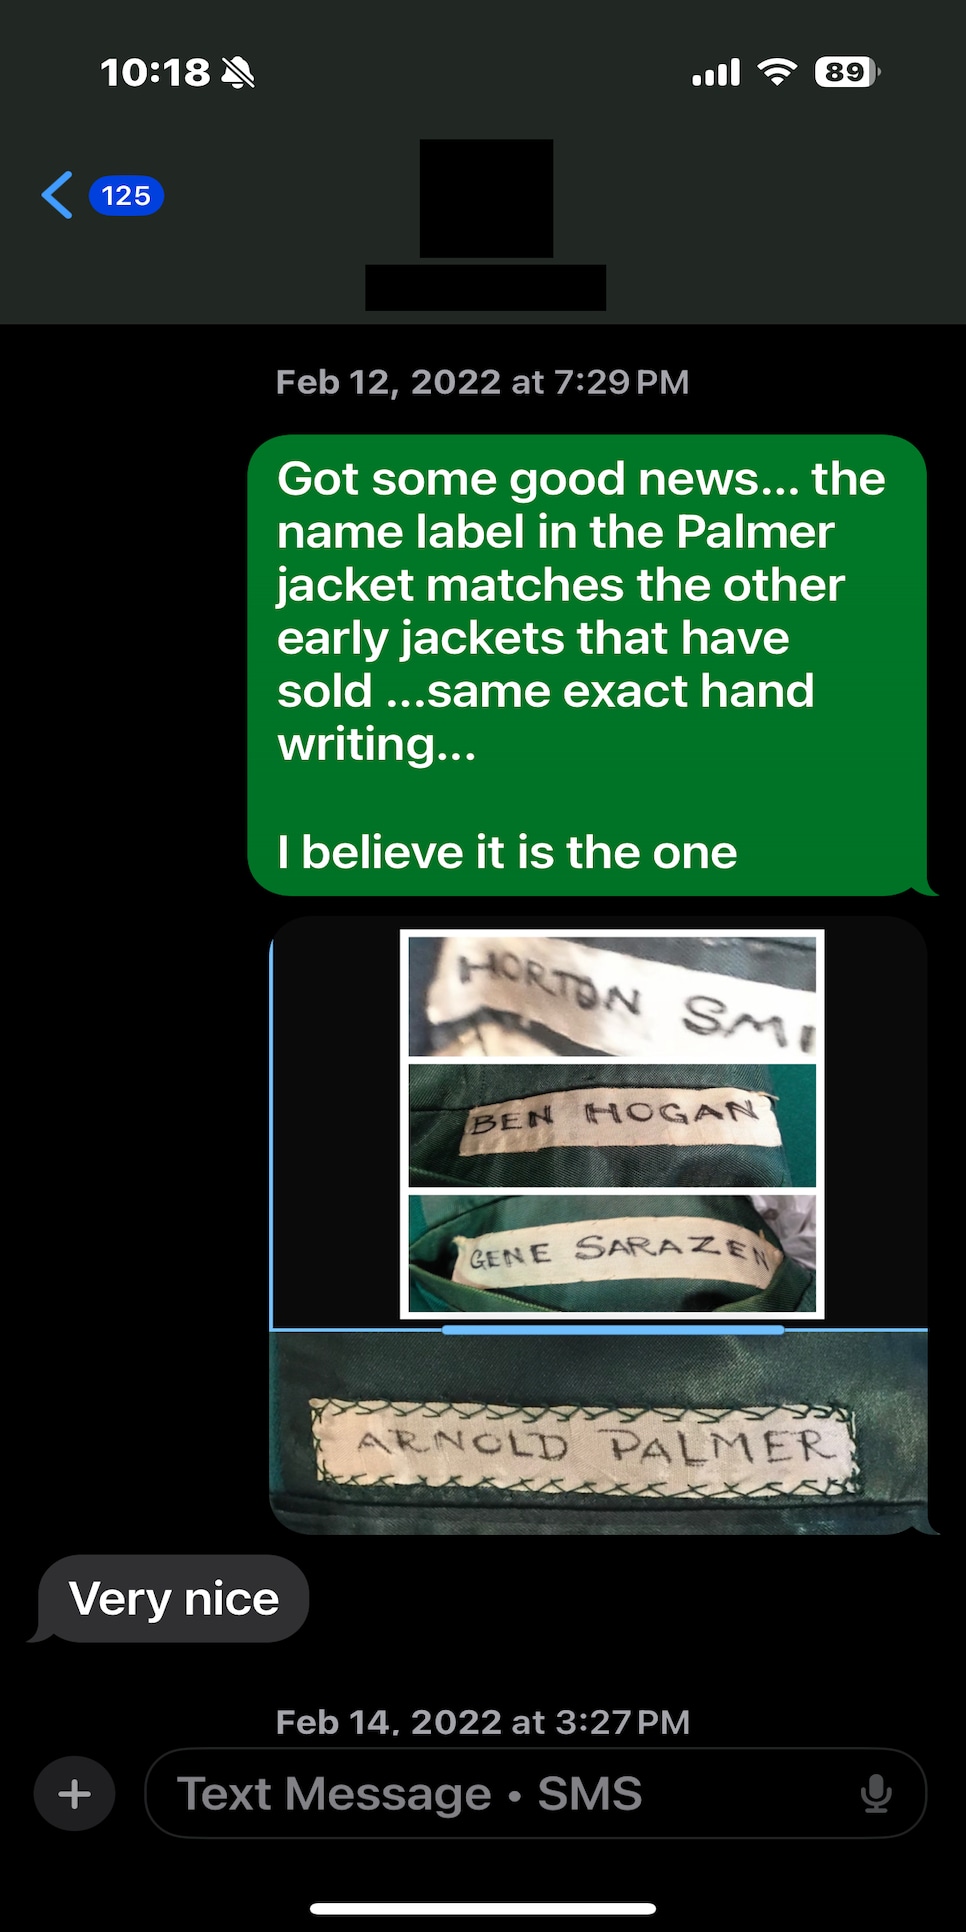 10:18
89
125
Feb 12, 2022 at 7:29 PM
Got some good news... the
name label in the Palmer
jacket matches the other
early jackets that have
sold ...same exact hand
writing...
I believe it is the one
HORTON SMI
BEN HOGAN
GENE SARAZEN
ARNOLD PALMER
Very nice
Feb 14, 2022 at 3:27 PM
Text Message • SMS